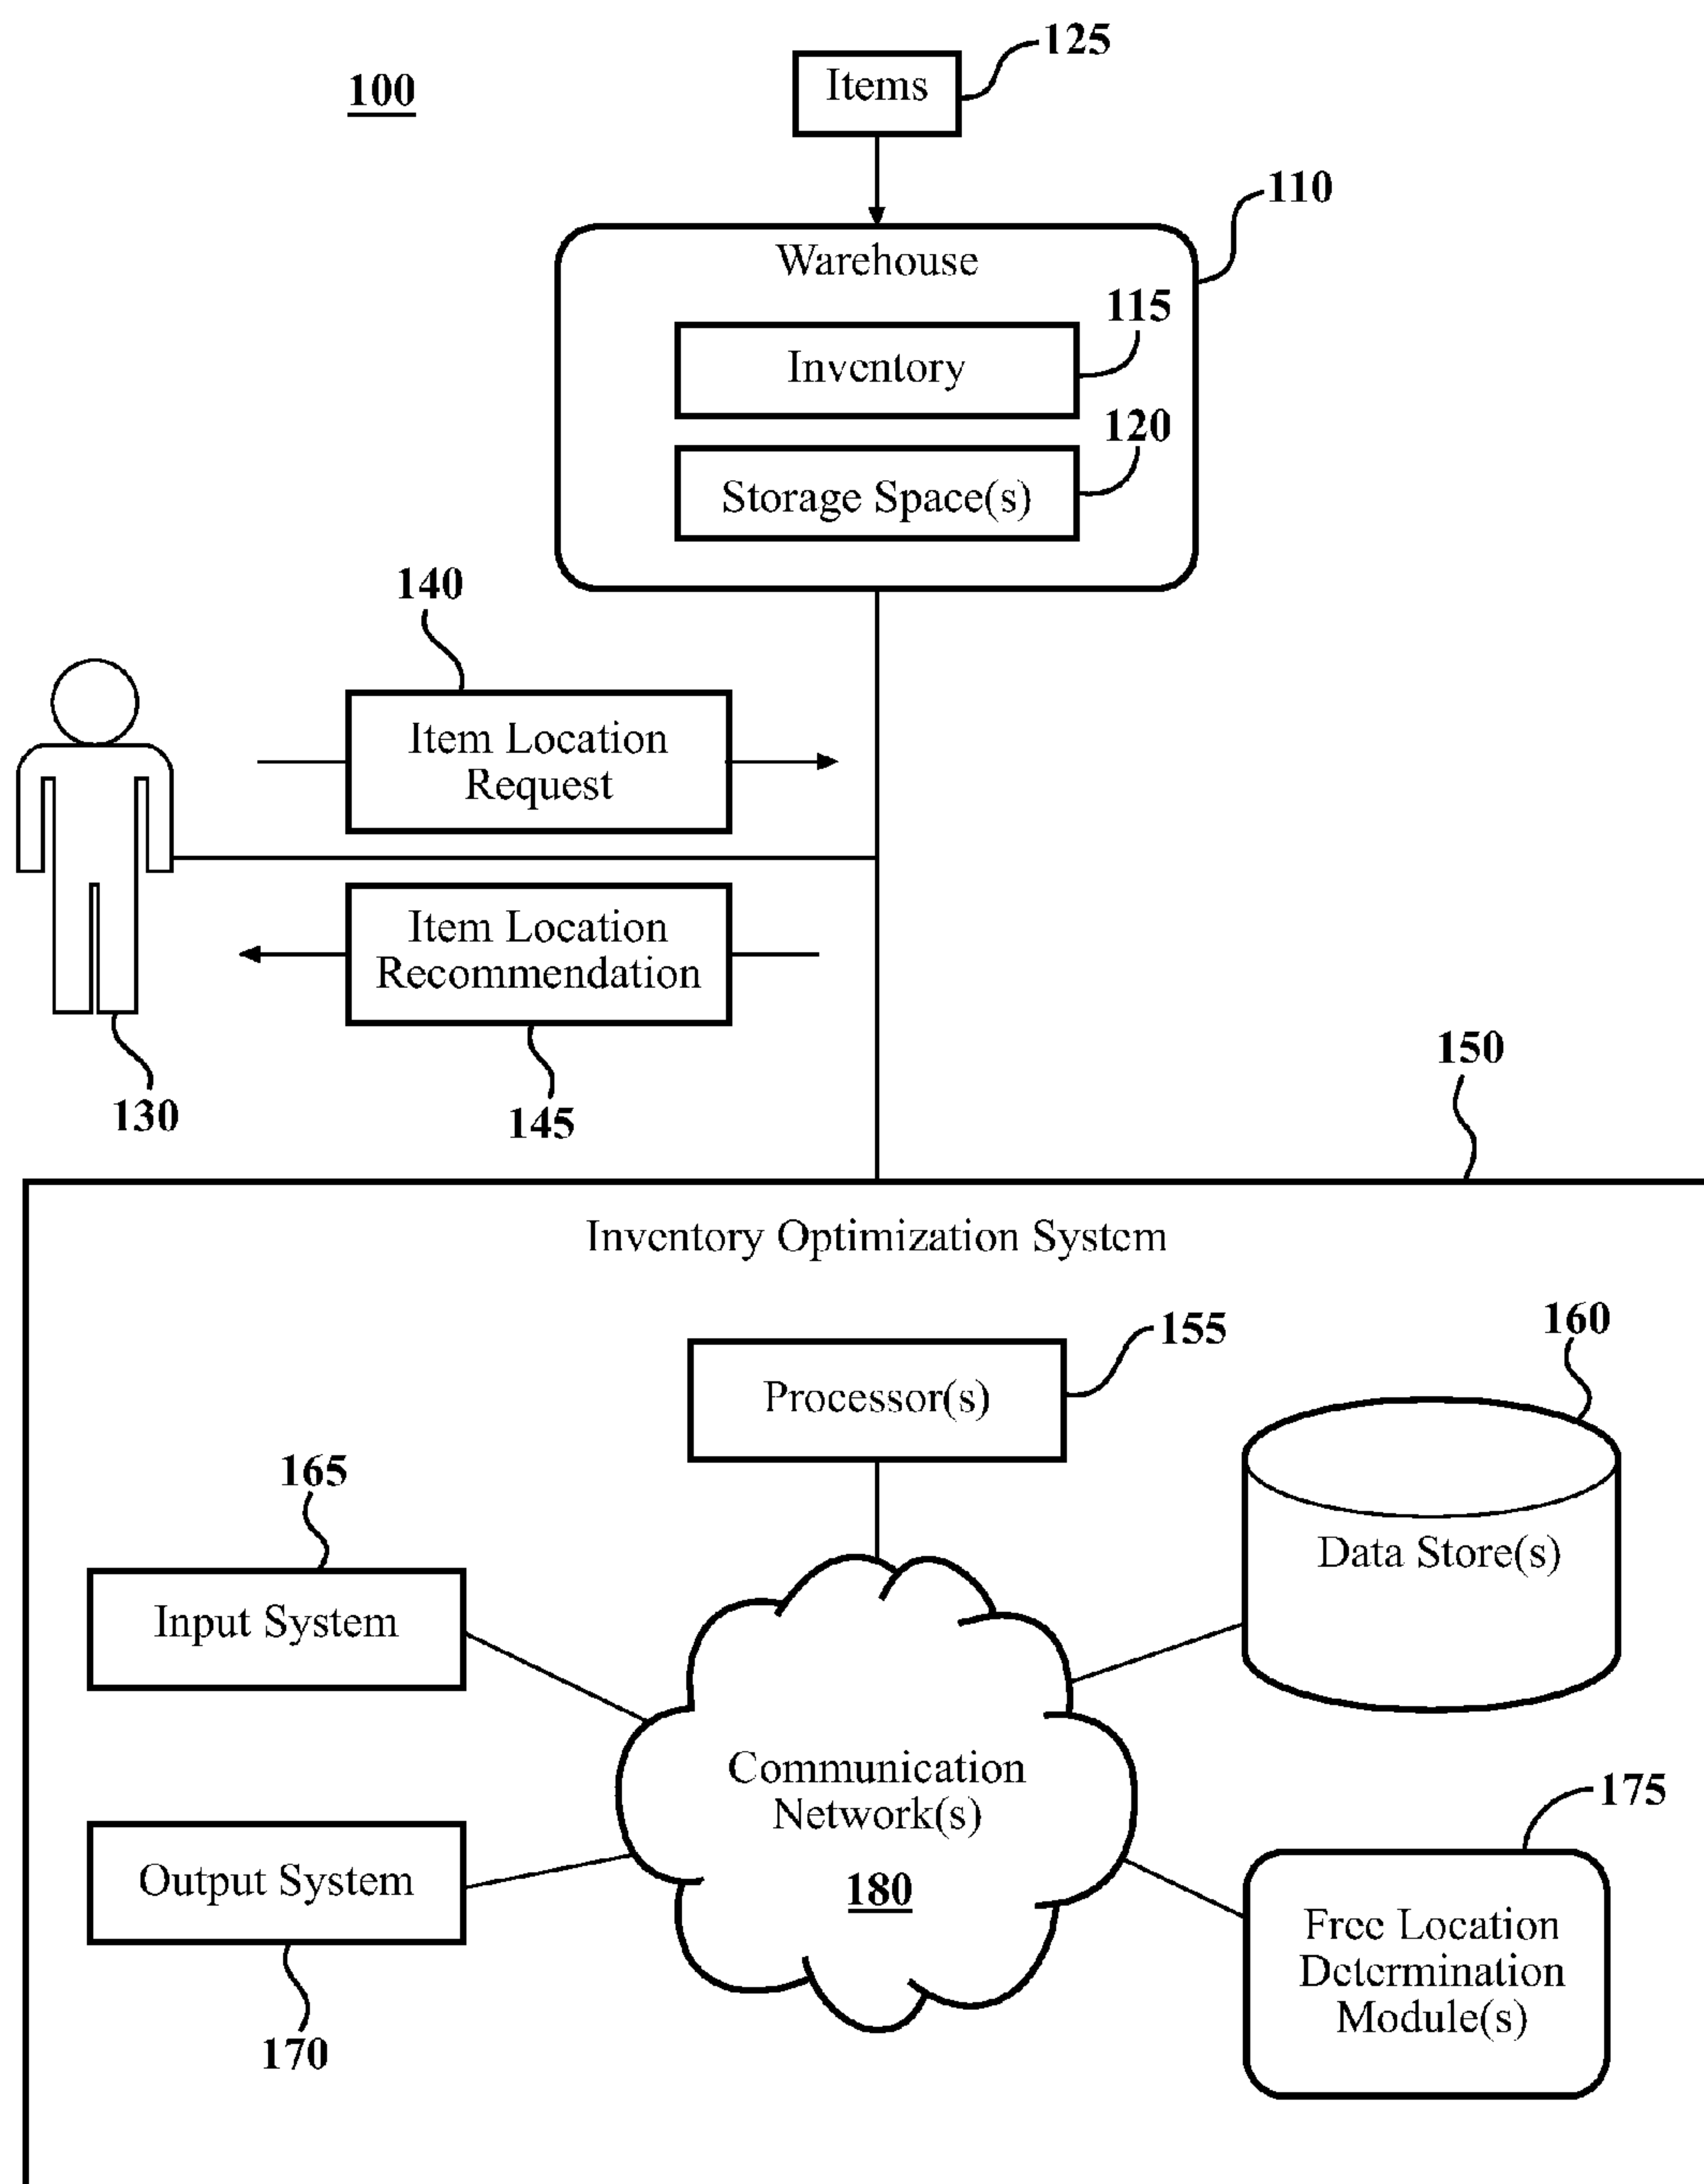 125
Items
100
110
Warehouse
115
Inventory
120
Storage Space(s)
140
Item Location
Request
Item Location
Recommendation
130
145
150
Inventory Optimization System
155
Processor(s)
160
Data Store(s)
165
Input System
Communication
Network(s)
180
175
Output System
170
Free Location
Determination
Module(s)